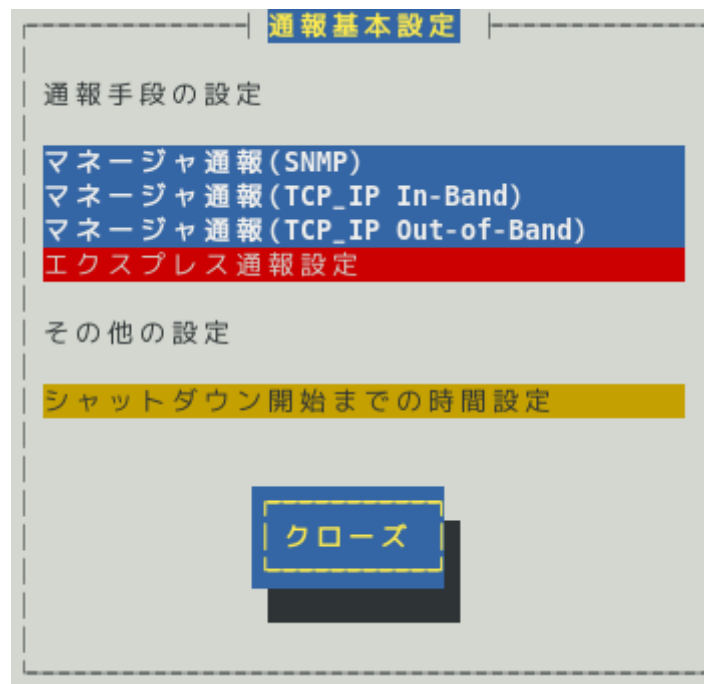 通報基本設定
通報手段の設定
マネージャ通報(SNMP)
マネージャ通報(TCP_IP In-Band)
マネージャ通報(TCP_IP Out-of-Band)
エクスプレス通報設定
その他の設定
シャットダウン開始までの時間設定
クローズ